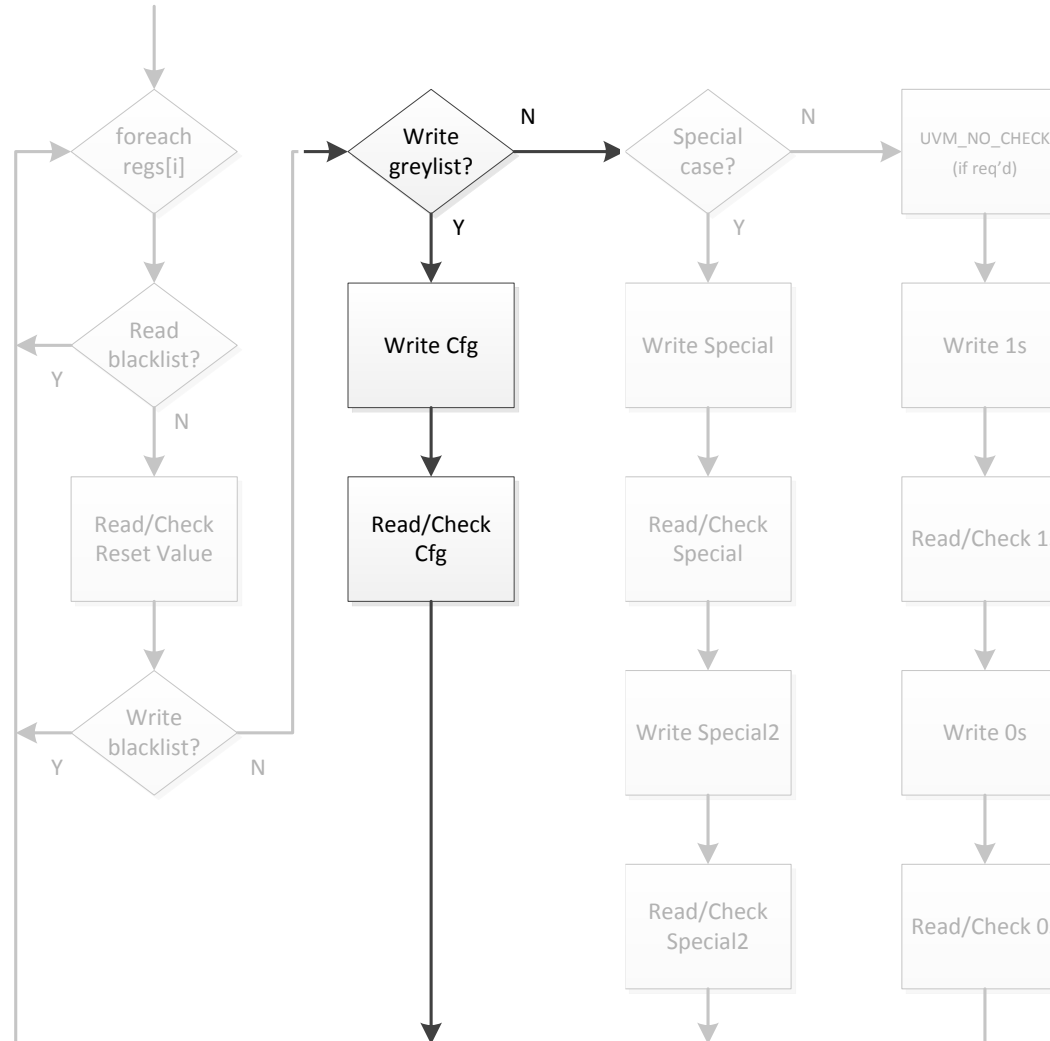 foreach
regs[i]
Read
blacklist?
Y
N
Read/Check
Reset Value
Write
blacklist?
Y
N
Write
greylist?
N
Y
Write Cfg
Read/Check
Cfg
Special
case?
N
Y
Write Special
Read/Check
Special
Write Special2
Read/Check
Special2
UVM_NO_CHECK
(if req'd)
Write 1s
Read/Check 1
Write 0s
Read/Check 0